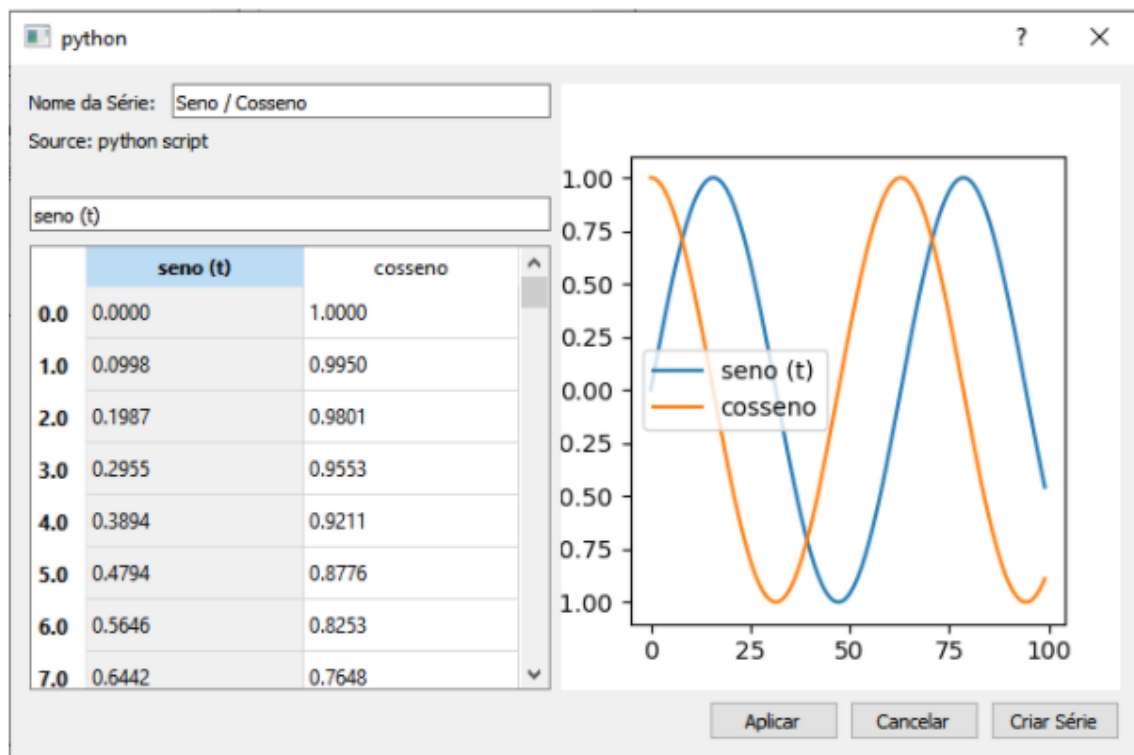 python
Nome da Série: Seno / Cosseno
Source: python script
seno (t)
seno (t) cosseno
0.0 0.0000 1.0000
1.0 0.0998 0.9950
2.0 0.1987 0.9801
3.0 0.2955 0.9553
4.0 0.3894 0.9211
5.0 0.4794 0.8776
6.0 0.5646 0.8253
7.0 0.6442 0.7648
1.00
0.75
0.50
0.25
0.00
0.25
0.50
0.75
1.00
seno (t)
cosseno
0 25 50 75 100
Aplicar Cancelar Criar Série